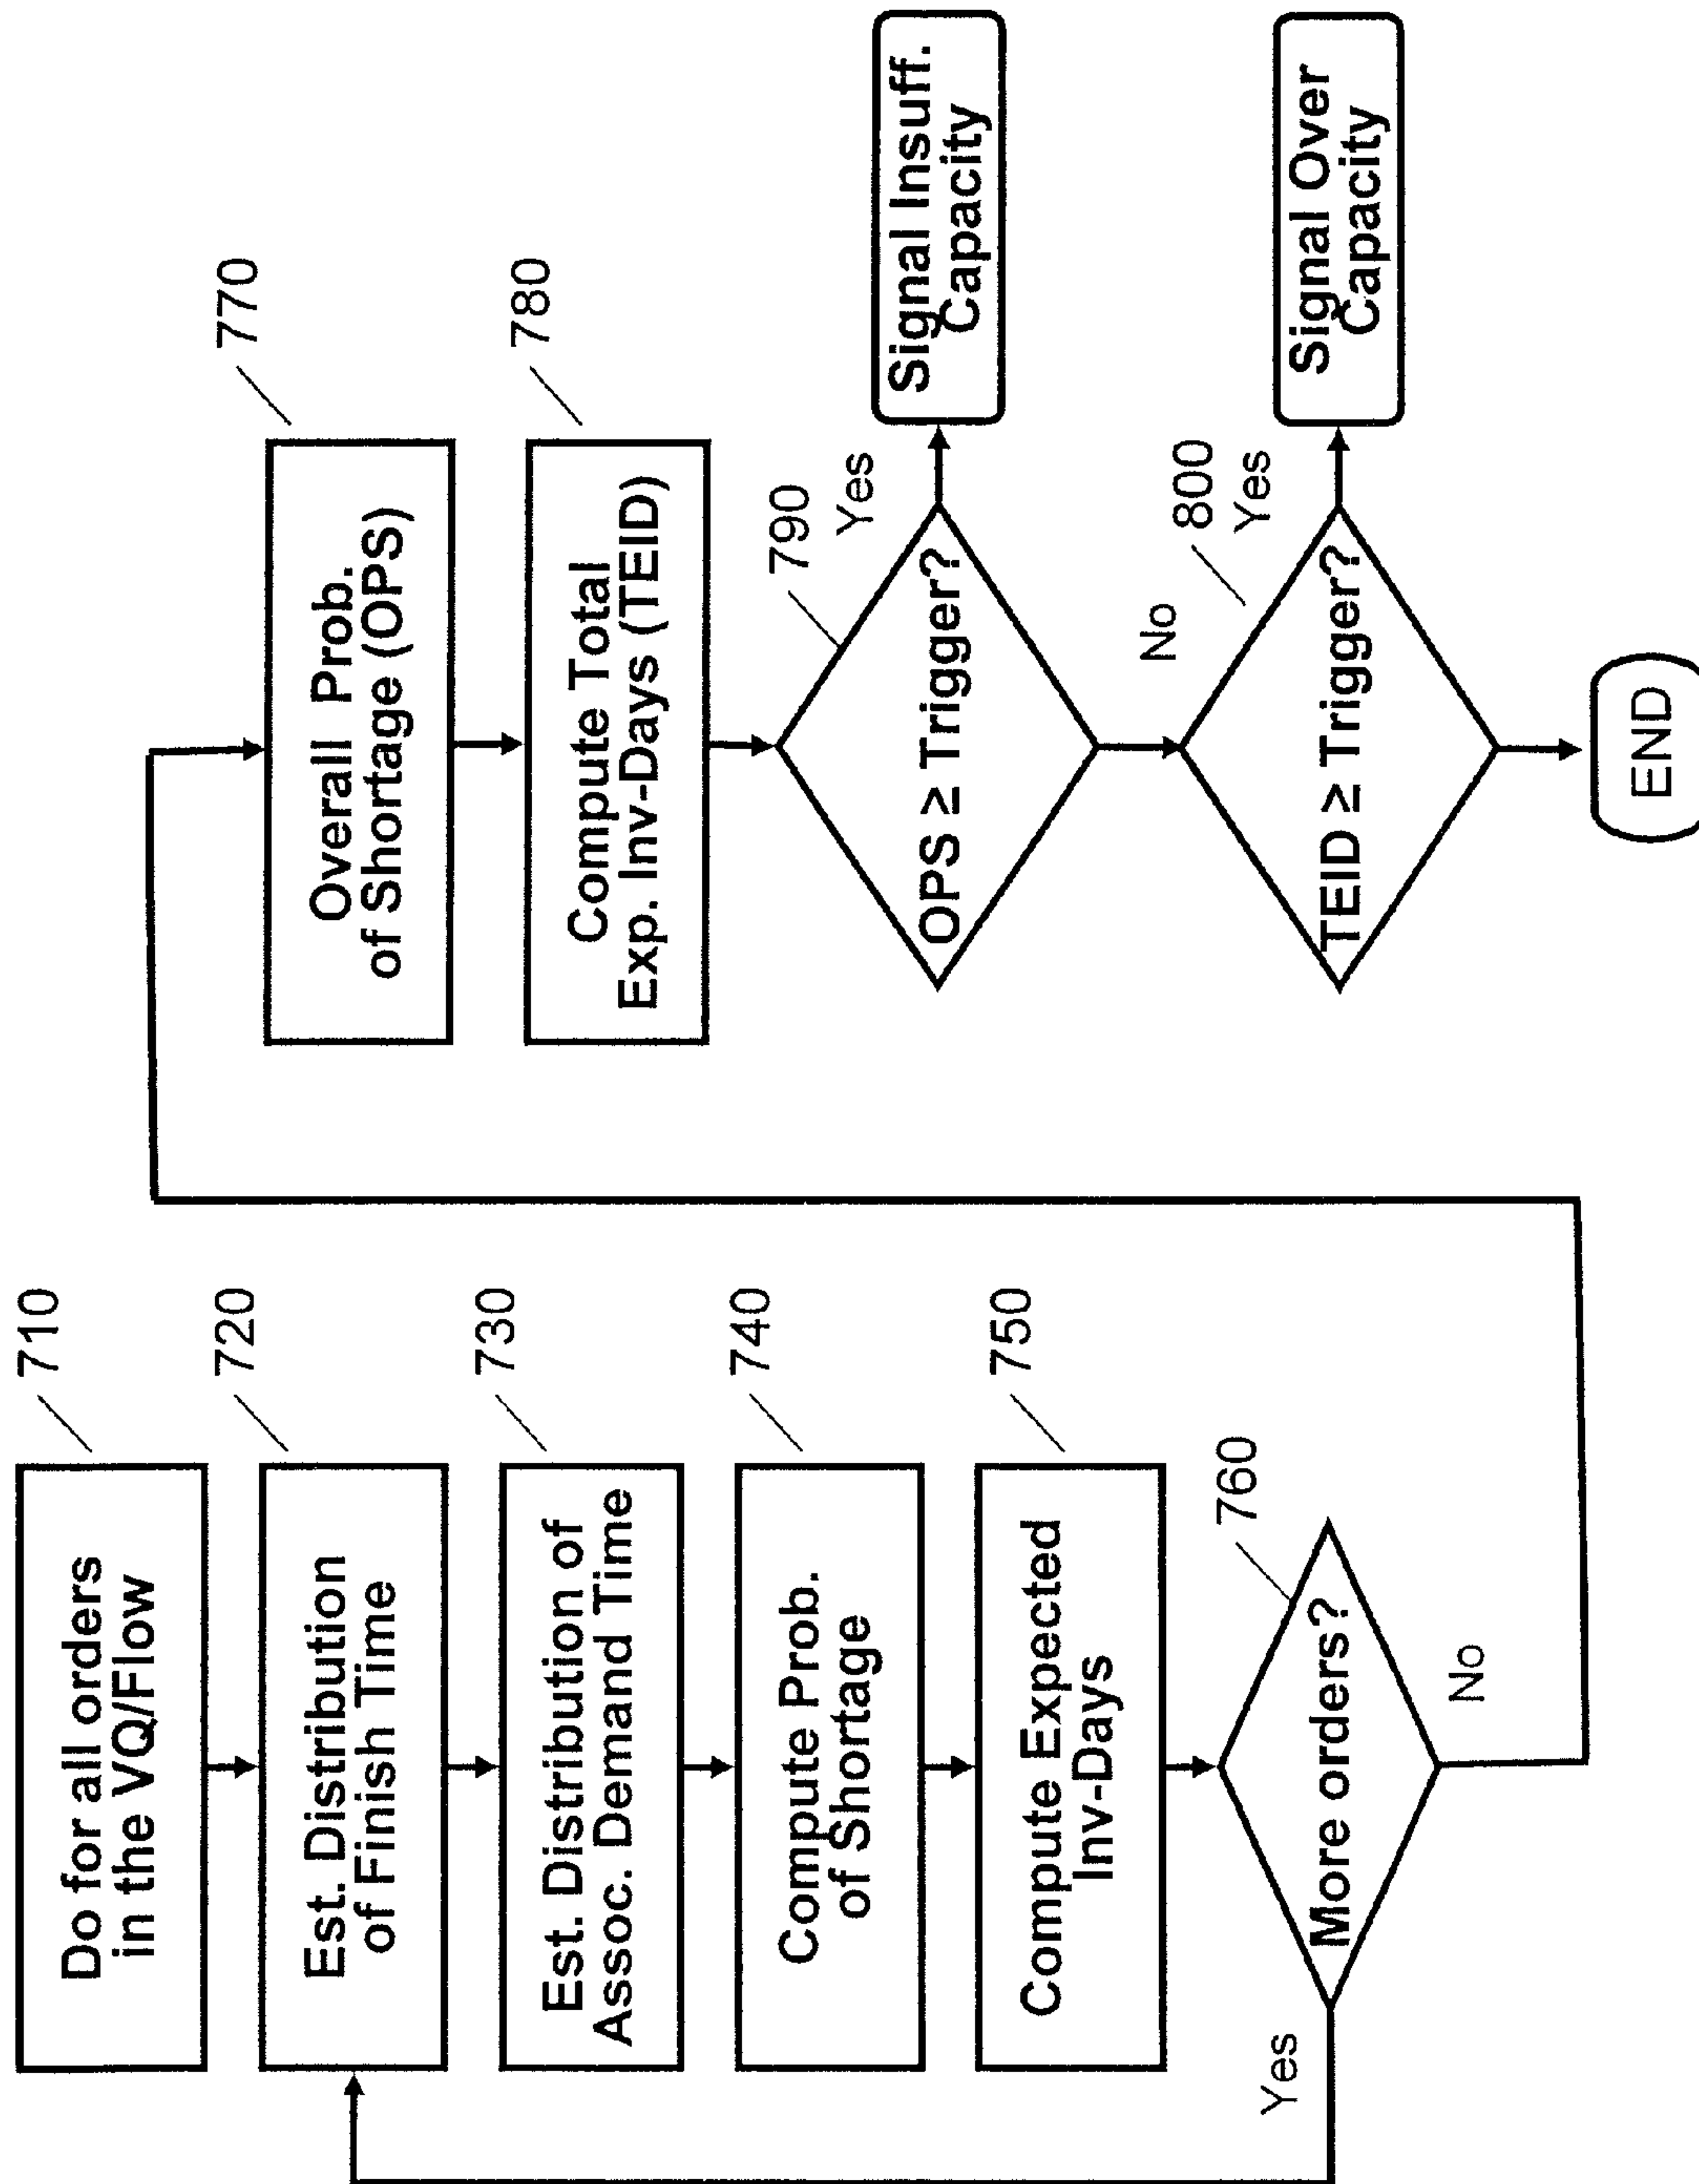 710
Do for all orders
in the VQ/Flow
720
Est. Distribution
of Finish Time
730
Est. Distribution of
Assoc. Demand Time
740
Compute Prob.
of Shortage
750
Compute Expected
Inv-Days
760
More orders?
Yes
No
770
Overall Prob.
of Shortage (OPS)
780
Compute Total
Exp. Inv-Days (TEID)
790
OPS ≥ Trigger?
Yes
Signal Insuff.
Capacity
No
800
TEID ≥ Trigger?
Yes
Signal Over
Capacity
END